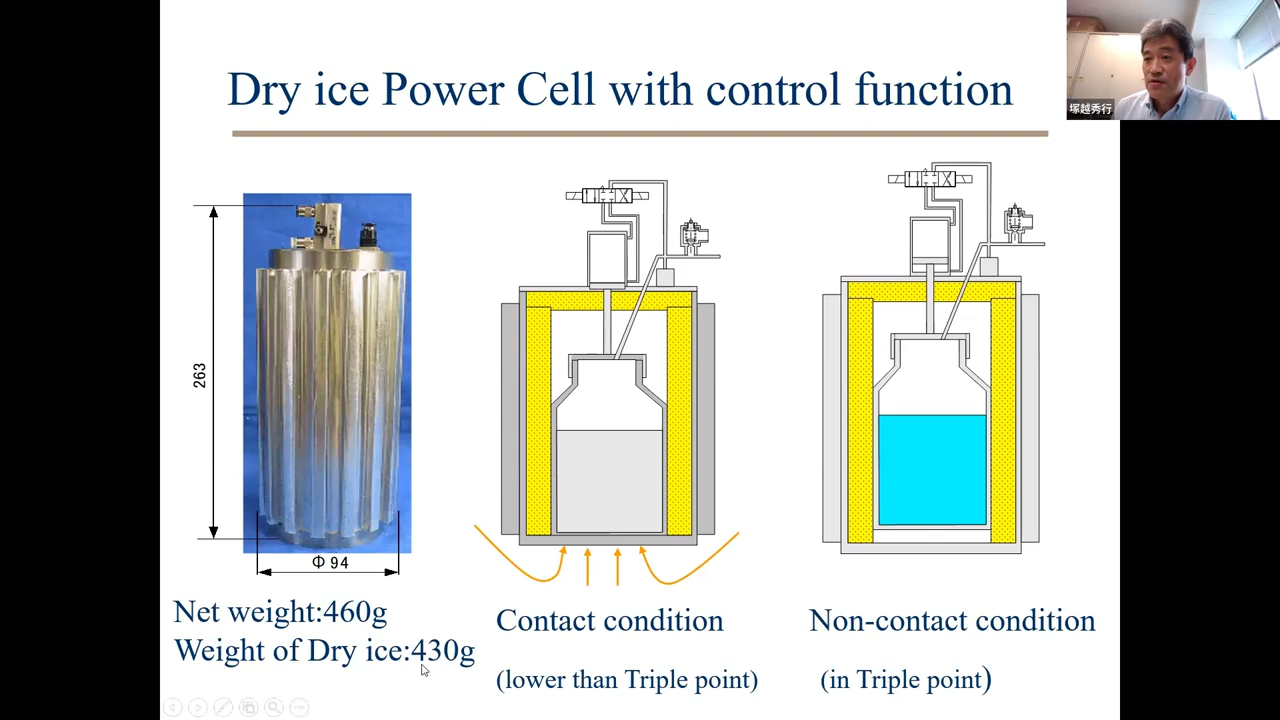 Dry ice Power Cell with control function
塚越秀行
263
Φ 94
Net weight:460g
Weight of Dry ice:430g
Contact condition
(lower than Triple point)
Non-contact condition
(in Triple point)